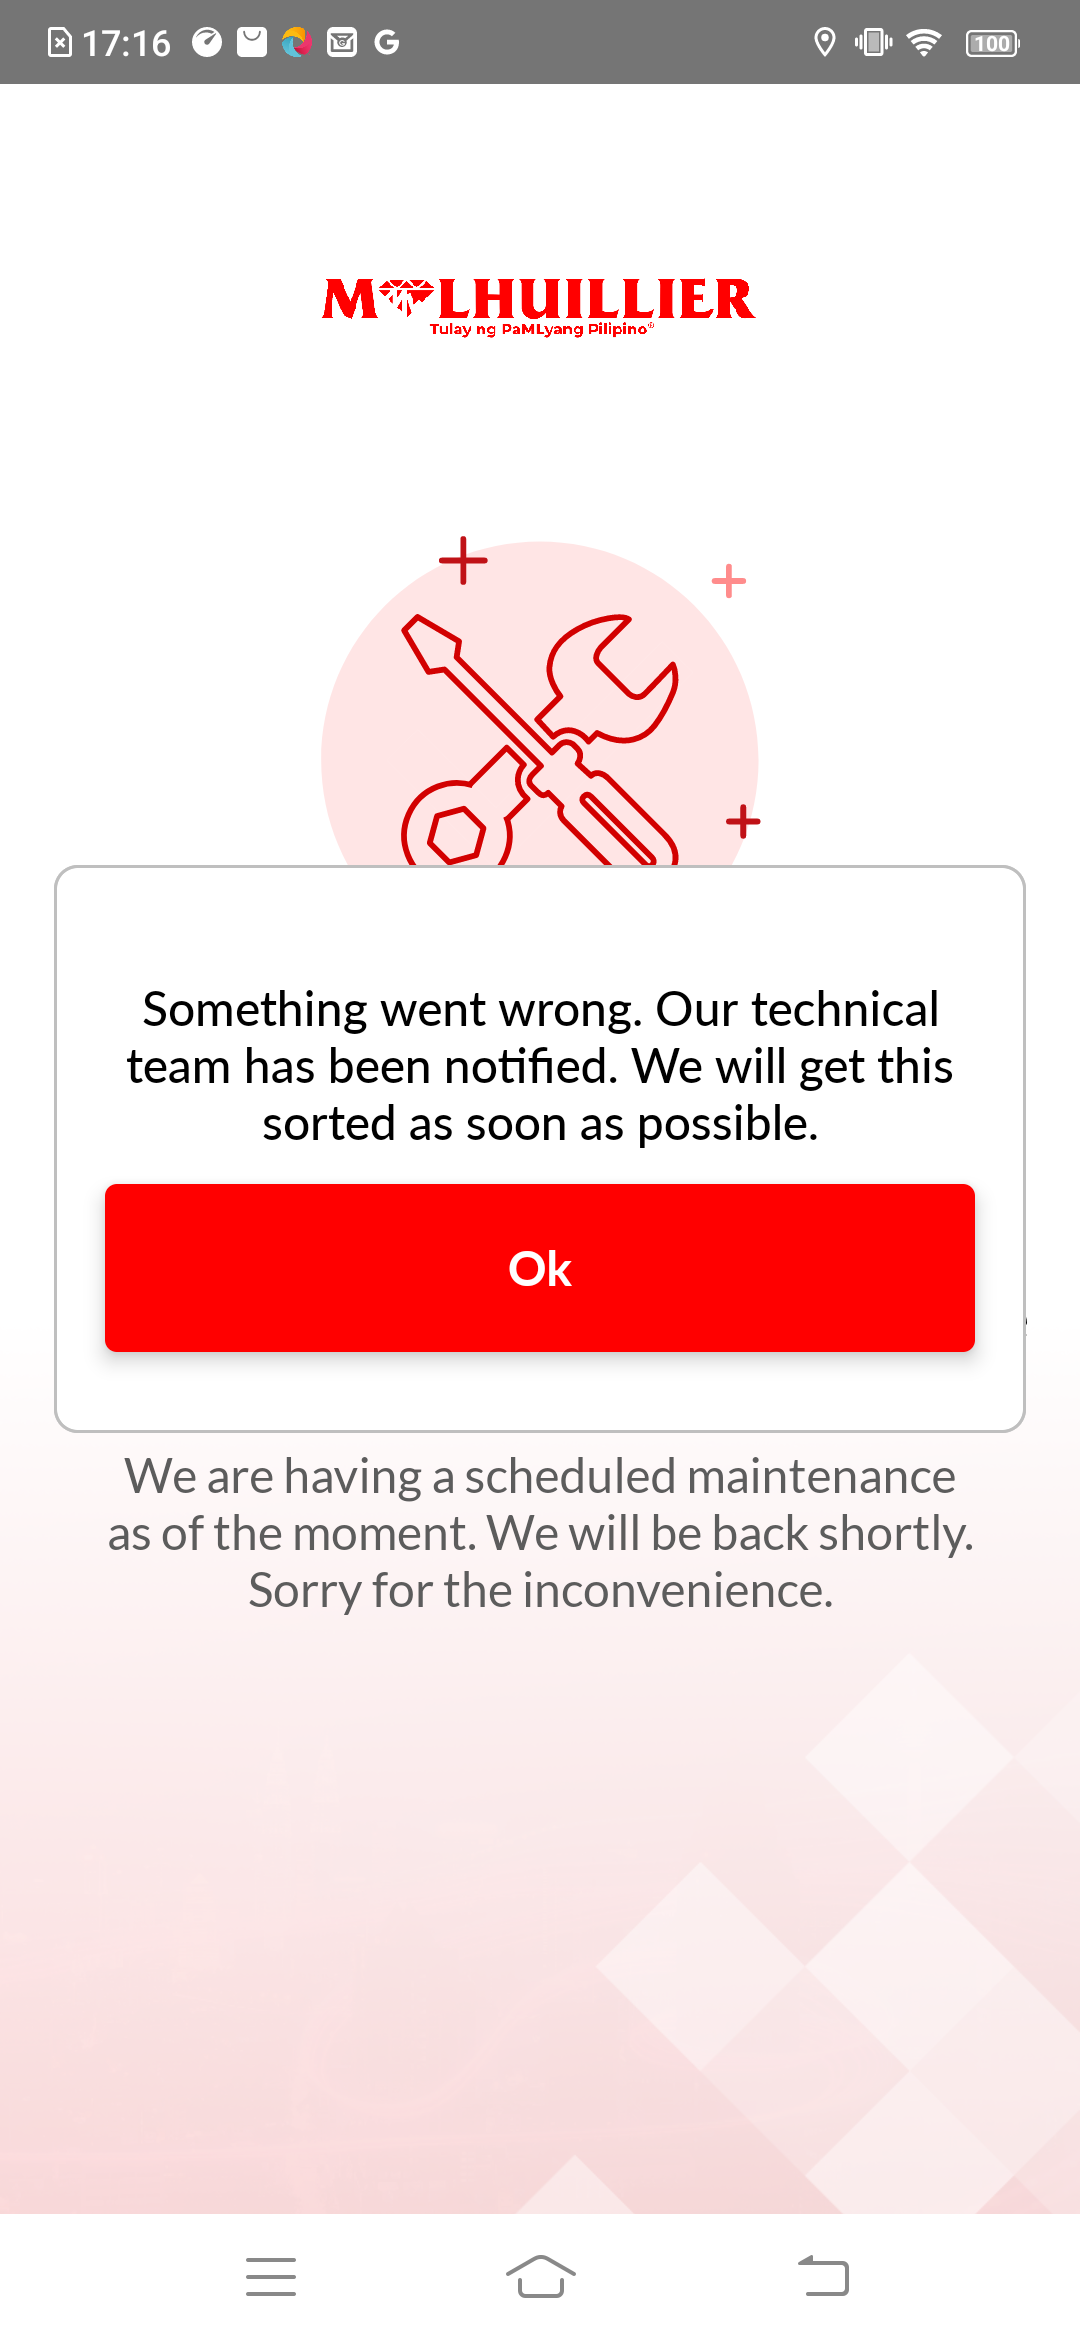 17:16
100
M LHUILLIER
Tulay ng PaMLyang Pilipino®
Something went wrong. Our technical
team has been notified. We will get this
sorted as soon as possible.
Ok
We are having a scheduled maintenance
as of the moment. We will be back shortly.
Sorry for the inconvenience.